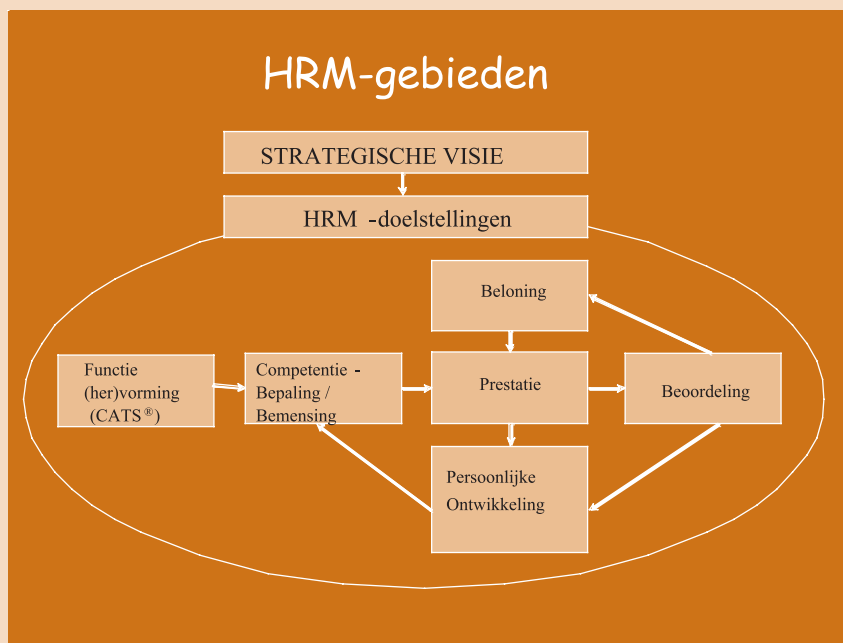 HRM-gebieden
STRATEGISCHE VISIE
HRM -doelstellingen
Beloning
Functie
(her)vorming
(CATS®)
Competentie -
Bepaling /
Bemensing
Prestatie
Beoordeling
Persoonlijke
Ontwikkeling